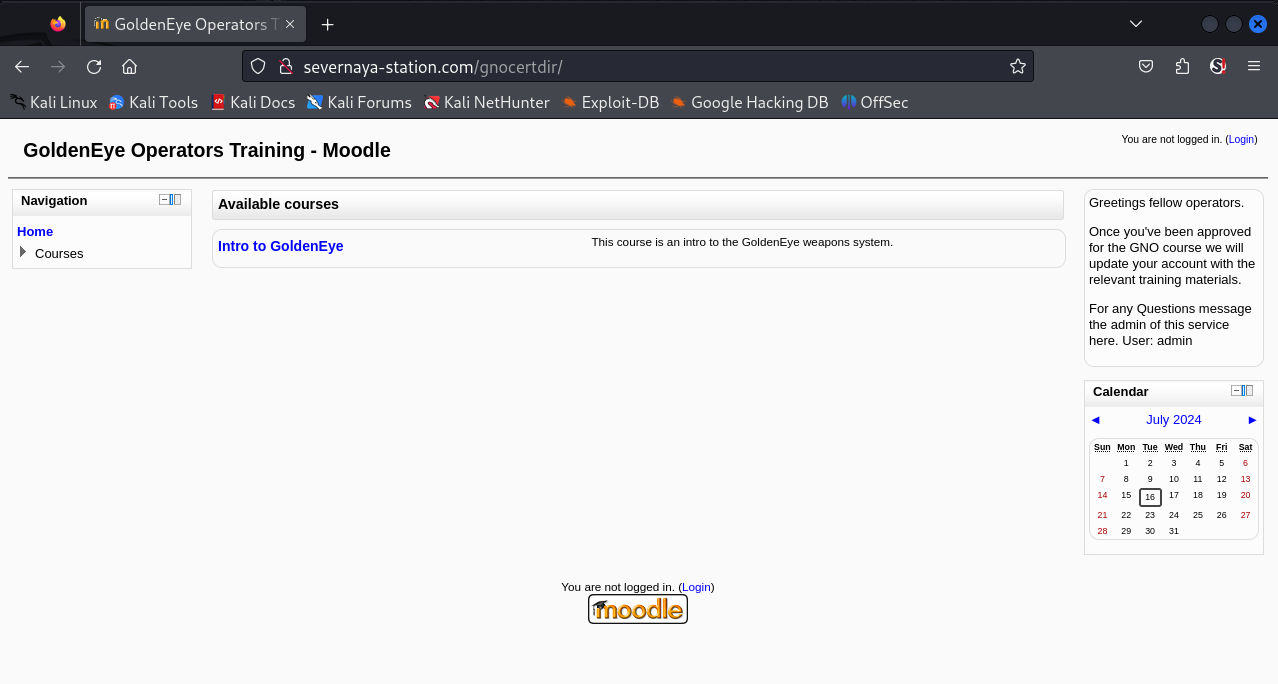 GoldenEye Operators T
severnaya-station.com/gnocertdir/
Kali Linux Kali Tools Kali Docs Kali Forums Kali NetHunter Exploit-DB Google Hacking DB OffSec
GoldenEye Operators Training - Moodle
You are not logged in. (Login)
Navigation
Home
Courses
Available courses
Intro to GoldenEye
This course is an intro to the GoldenEye weapons system.
Greetings fellow operators.
Once you've been approved
for the GNO course we will
update your account with the
relevant training materials.
For any Questions message
the admin of this service
here. User: admin
Calendar
◄ July 2024 ►
Sun Mon Tue Wed Thu Fri Sat
1 2 3 4 5 6
7 8 9 10 11 12 13
14 15 16 17 18 19 20
21 22 23 24 25 26 27
28 29 30 31
You are not logged in. (Login)
moodle